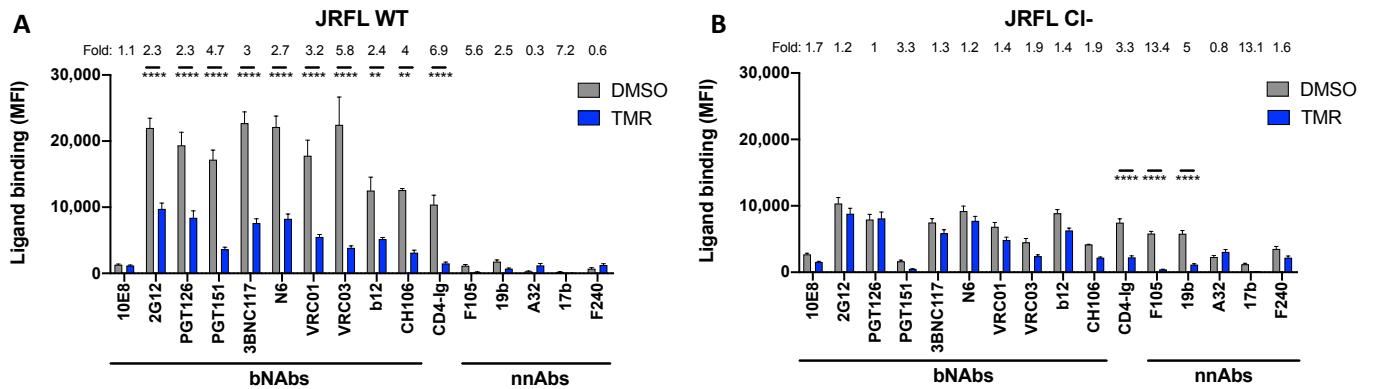 A
JRFL WT
Fold: 1.1 2.3 2.3 4.7 3 2.7 3.2 5.8 2.4 4 6.9 5.6 2.5 0.3 7.2 0.6
**** **** **** **** **** **** **** ** ** ****
Ligand binding (MFI)
30,000
20,000
10,000
0
DMSO
TMR
10E8 2G12 PGT126 PGT151 3BNC117 N6 VRC01 VRC03 b12 CH106 CD4-Ig F105 19b A32 17b F240
bNAbs nnAbs
B
JRFL Cl-
Fold: 1.7 1.2 1 3.3 1.3 1.2 1.4 1.9 1.4 1.9 3.3 13.4 5 0.8 13.1 1.6
**** **** ****
Ligand binding (MFI)
30,000
20,000
10,000
0
DMSO
TMR
10E8 2G12 PGT126 PGT151 3BNC117 N6 VRC01 VRC03 b12 CH106 CD4-Ig F105 19b A32 17b F240
bNAbs nnAbs